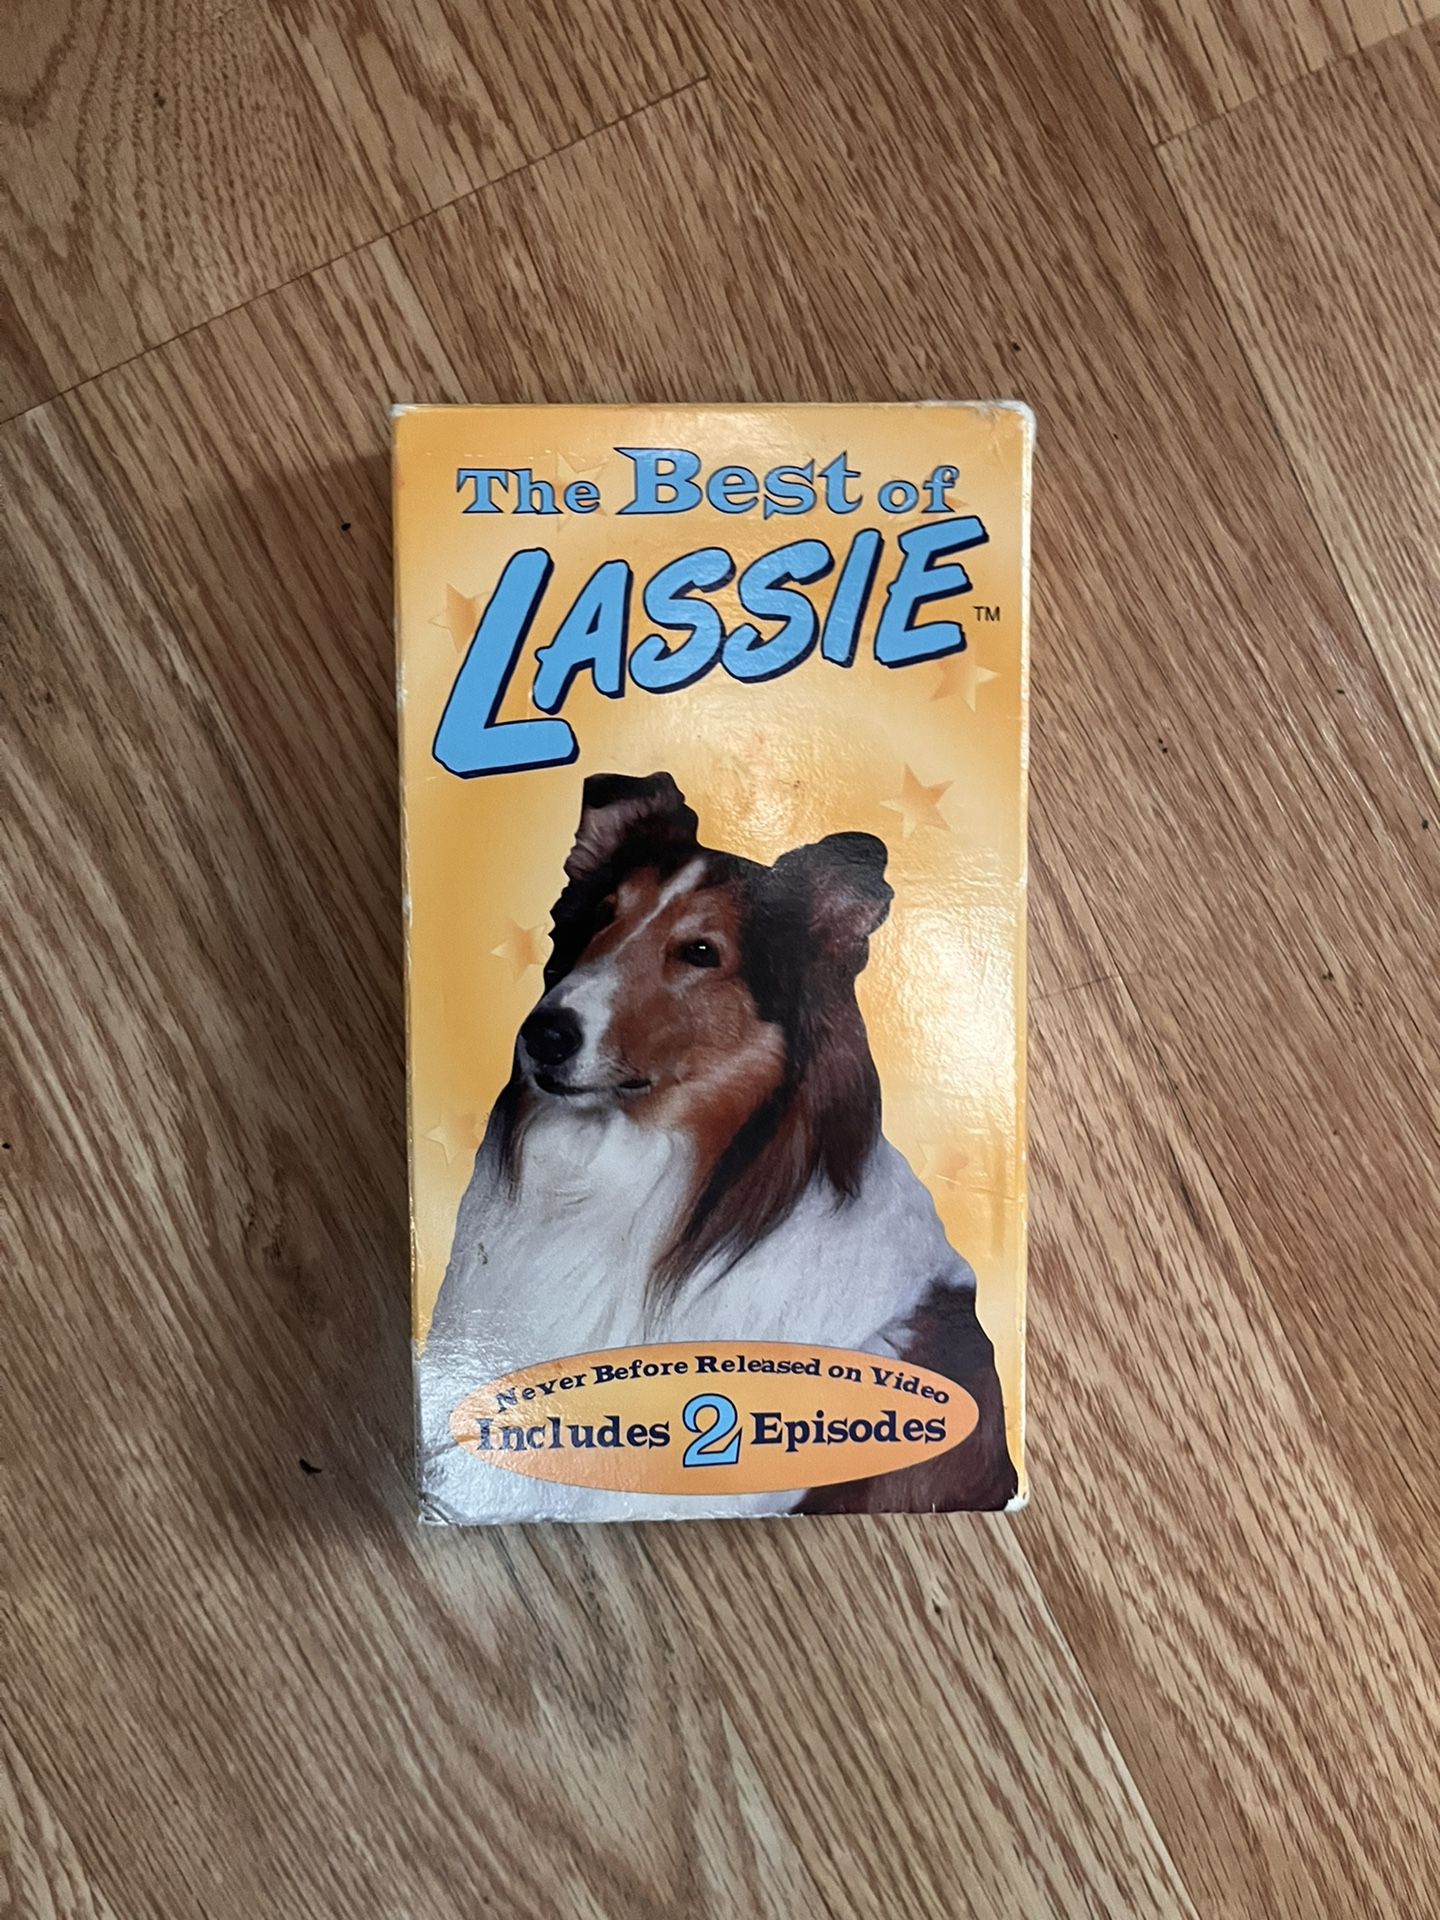 The Best of
LASSIE™
Never Before Released on Video
Includes 2 Episodes